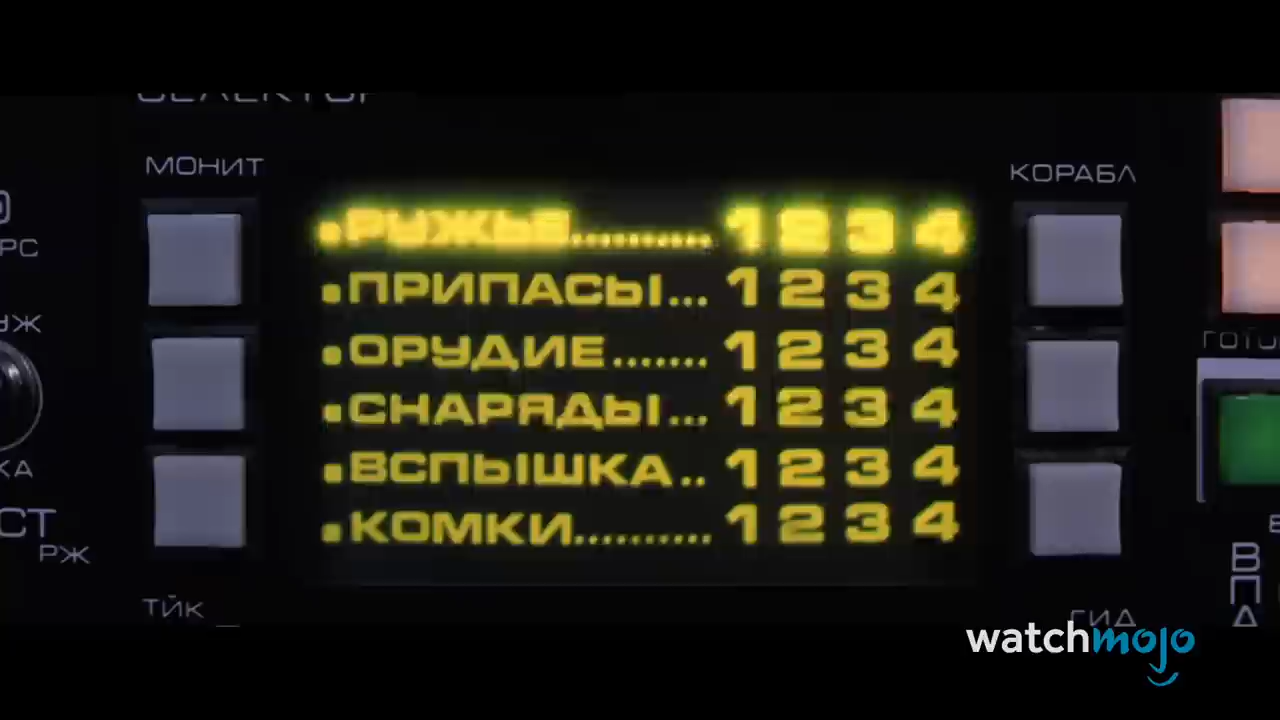 СЕЛЕКТОР
МОНИТ
КОРАБЛ
РС
•РУЖЬЕ.......... 1 2 3 4
•ПРИПАСЫ... 1 2 3 4
•ОРУДИЕ....... 1 2 3 4
•СНАРЯДЫ... 1 2 3 4
•ВСПЫШКА.. 1 2 3 4
•КОМКИ.......... 1 2 3 4
КА
СТ
РЖ
ВПД
ТЙК
ГИД
watchmojo